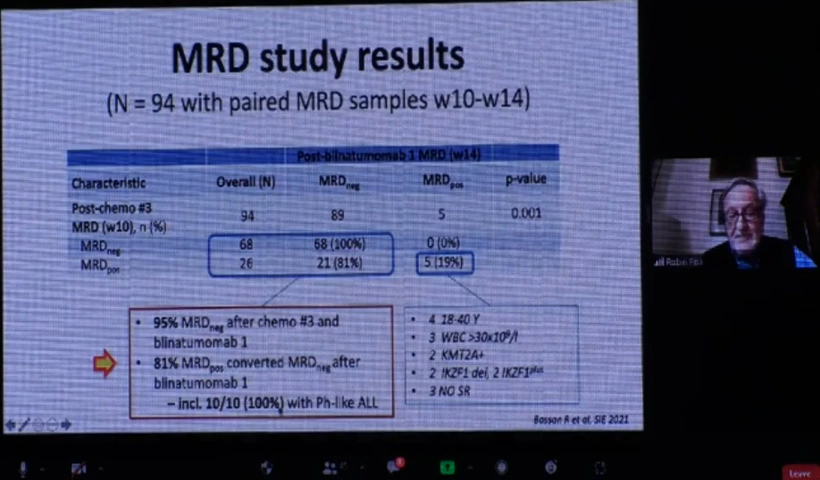 MRD study results
(N = 94 with paired MRD samples w10-w14)
Post-blinatumomab 1 MRD (w14)
Characteristic Overall (N) MRDneg MRDpos p-value
Post-chemo #3
MRD (w10), n (%) 94 89 5 0.001
MRDneg 68 68 (100%) 0 (0%)
MRDpos 26 21 (81%) 5 (19%)
• 95% MRDneg after chemo #3 and
blinatumomab 1
• 81% MRDpos converted MRDneg after
blinatumomab 1
– incl. 10/10 (100%) with Ph-like ALL
• 4 18-40 Y
• 3 WBC >30x10⁹/l
• 2 KMT2A+
• 2 IKZF1 del, 2 IKZF1plus
• 3 NO SR
Bassan R et al, SIE 2021
Robin
Leave